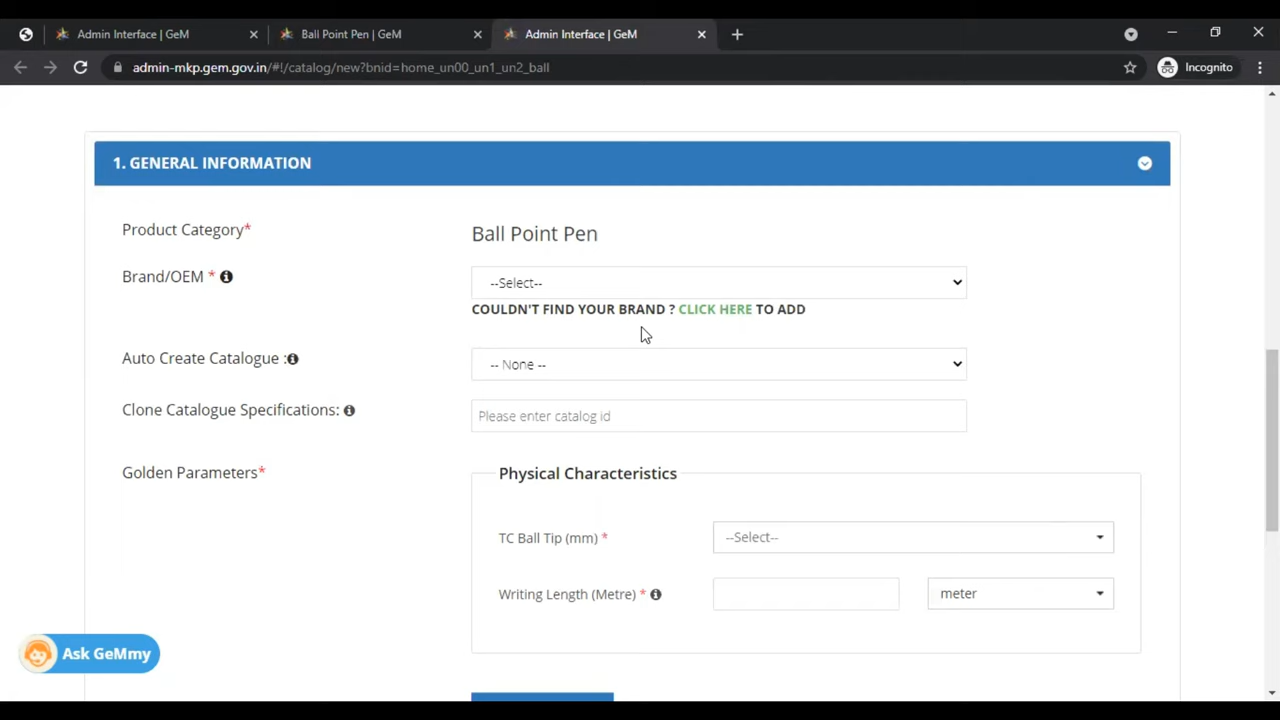 Admin Interface | GeM
Ball Point Pen | GeM
Admin Interface | GeM
admin-mkp.gem.gov.in/#!/catalog/new?bnid=home_un00_un1_un2_ball
Incognito
1. GENERAL INFORMATION
Product Category*
Ball Point Pen
Brand/OEM *
--Select--
COULDN'T FIND YOUR BRAND ? CLICK HERE TO ADD
Auto Create Catalogue :
-- None --
Clone Catalogue Specifications:
Please enter catalog id
Golden Parameters*
Physical Characteristics
TC Ball Tip (mm) *
--Select--
Writing Length (Metre) *
meter
Ask GeMmy